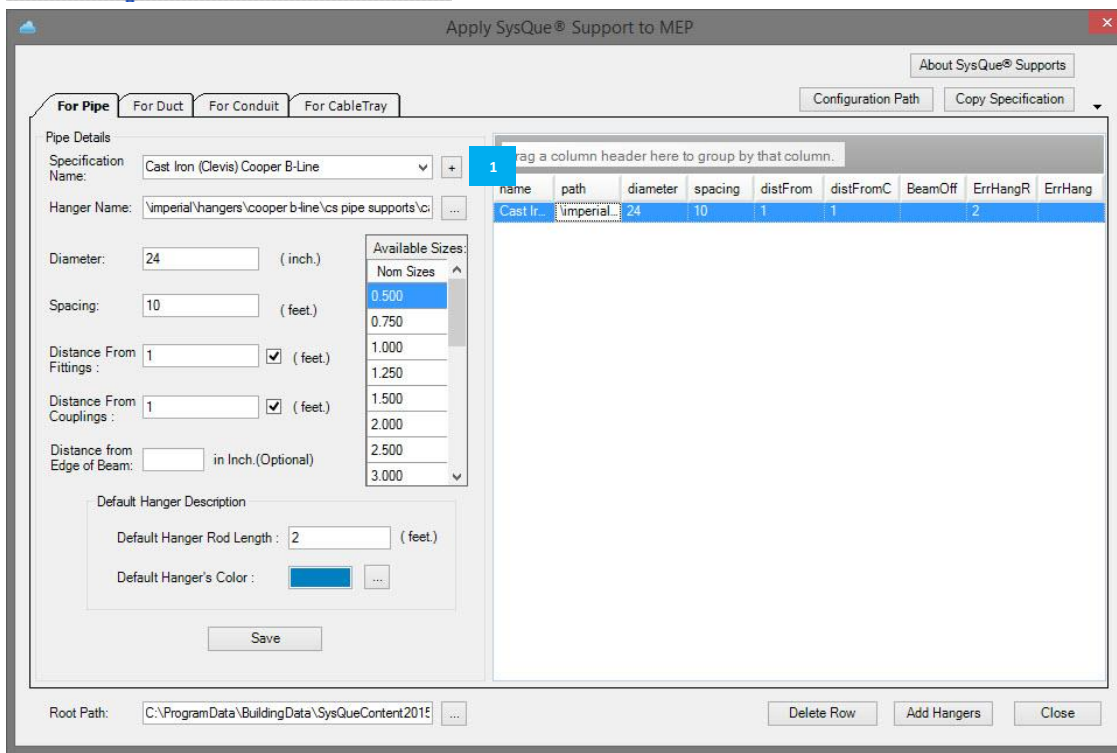 Apply SysQue® Support to MEP
About SysQue® Supports
For Pipe For Duct For Conduit For CableTray Configuration Path Copy Specification
Pipe Details
Specification Name: Cast Iron (Clevis) Cooper B-Line + 1 rag a column header here to group by that column.
name path diameter spacing distFrom distFromC BeamOff ErrHangR ErrHang
Hanger Name: \imperial\hangers\cooper b-line\cs pipe supports\c ... Cast Ir... \imperial... 24 10 1 1 2
Available Sizes:
Nom Sizes
Diameter: 24 ( inch.)
0.500
Spacing: 10 ( feet.)
0.750
1.000
Distance From Fittings : 1 ( feet.)
1.250
1.500
Distance From Couplings : 1 ( feet.)
2.000
Distance from Edge of Beam: in Inch.(Optional)
2.500
3.000
Default Hanger Description
Default Hanger Rod Length : 2 ( feet.)
Default Hanger's Color : ...
Save
Root Path: C:\ProgramData\BuildingData\SysQueContent2015 ... Delete Row Add Hangers Close